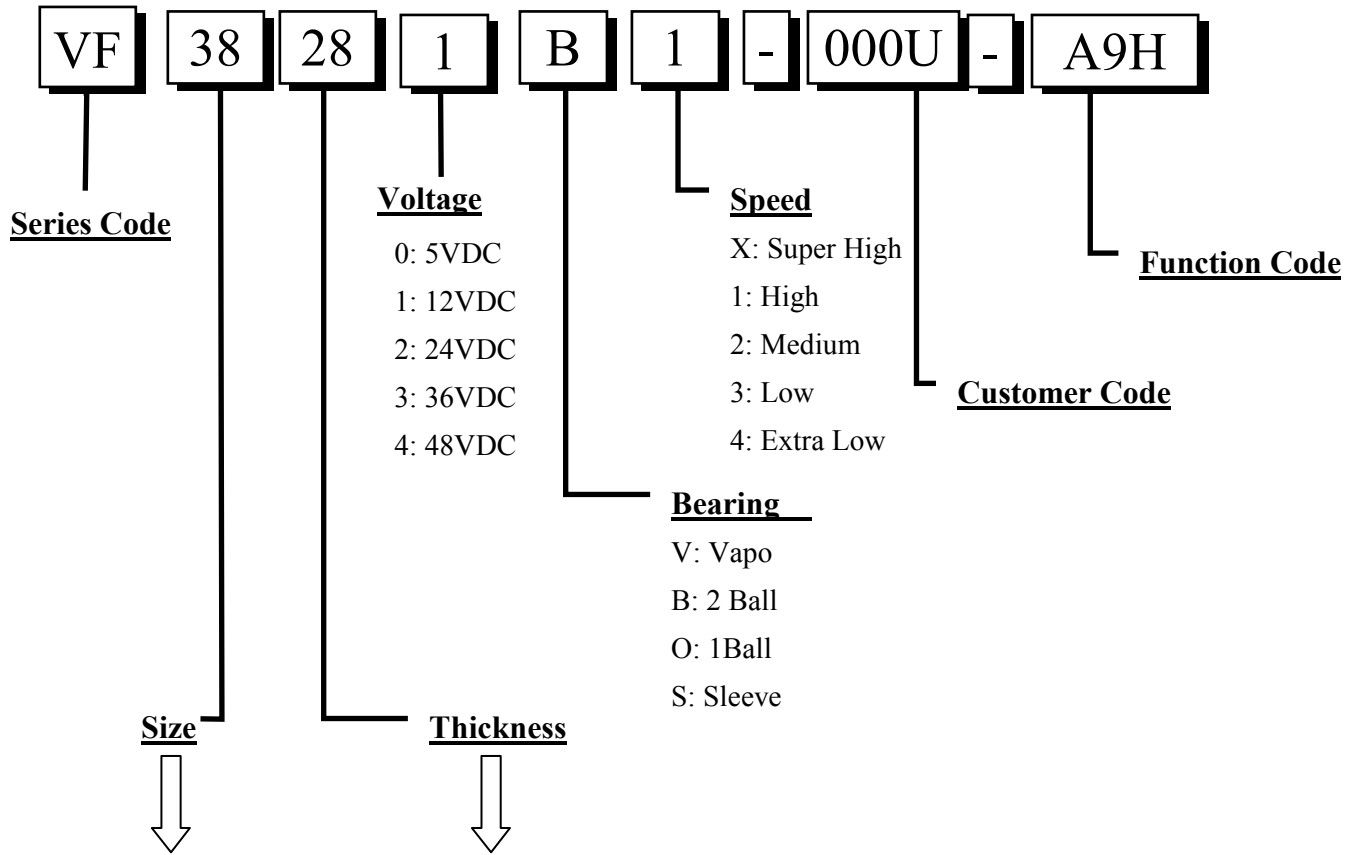 VF 38 28 1 B 1 - 000U - A9H
Series Code
Voltage
0: 5VDC
1: 12VDC
2: 24VDC
3: 36VDC
4: 48VDC
Speed
X: Super High
1: High
2: Medium
3: Low
4: Extra Low
Function Code
Customer Code
Bearing
V: Vapo
B: 2 Ball
O: 1Ball
S: Sleeve
Size
Thickness